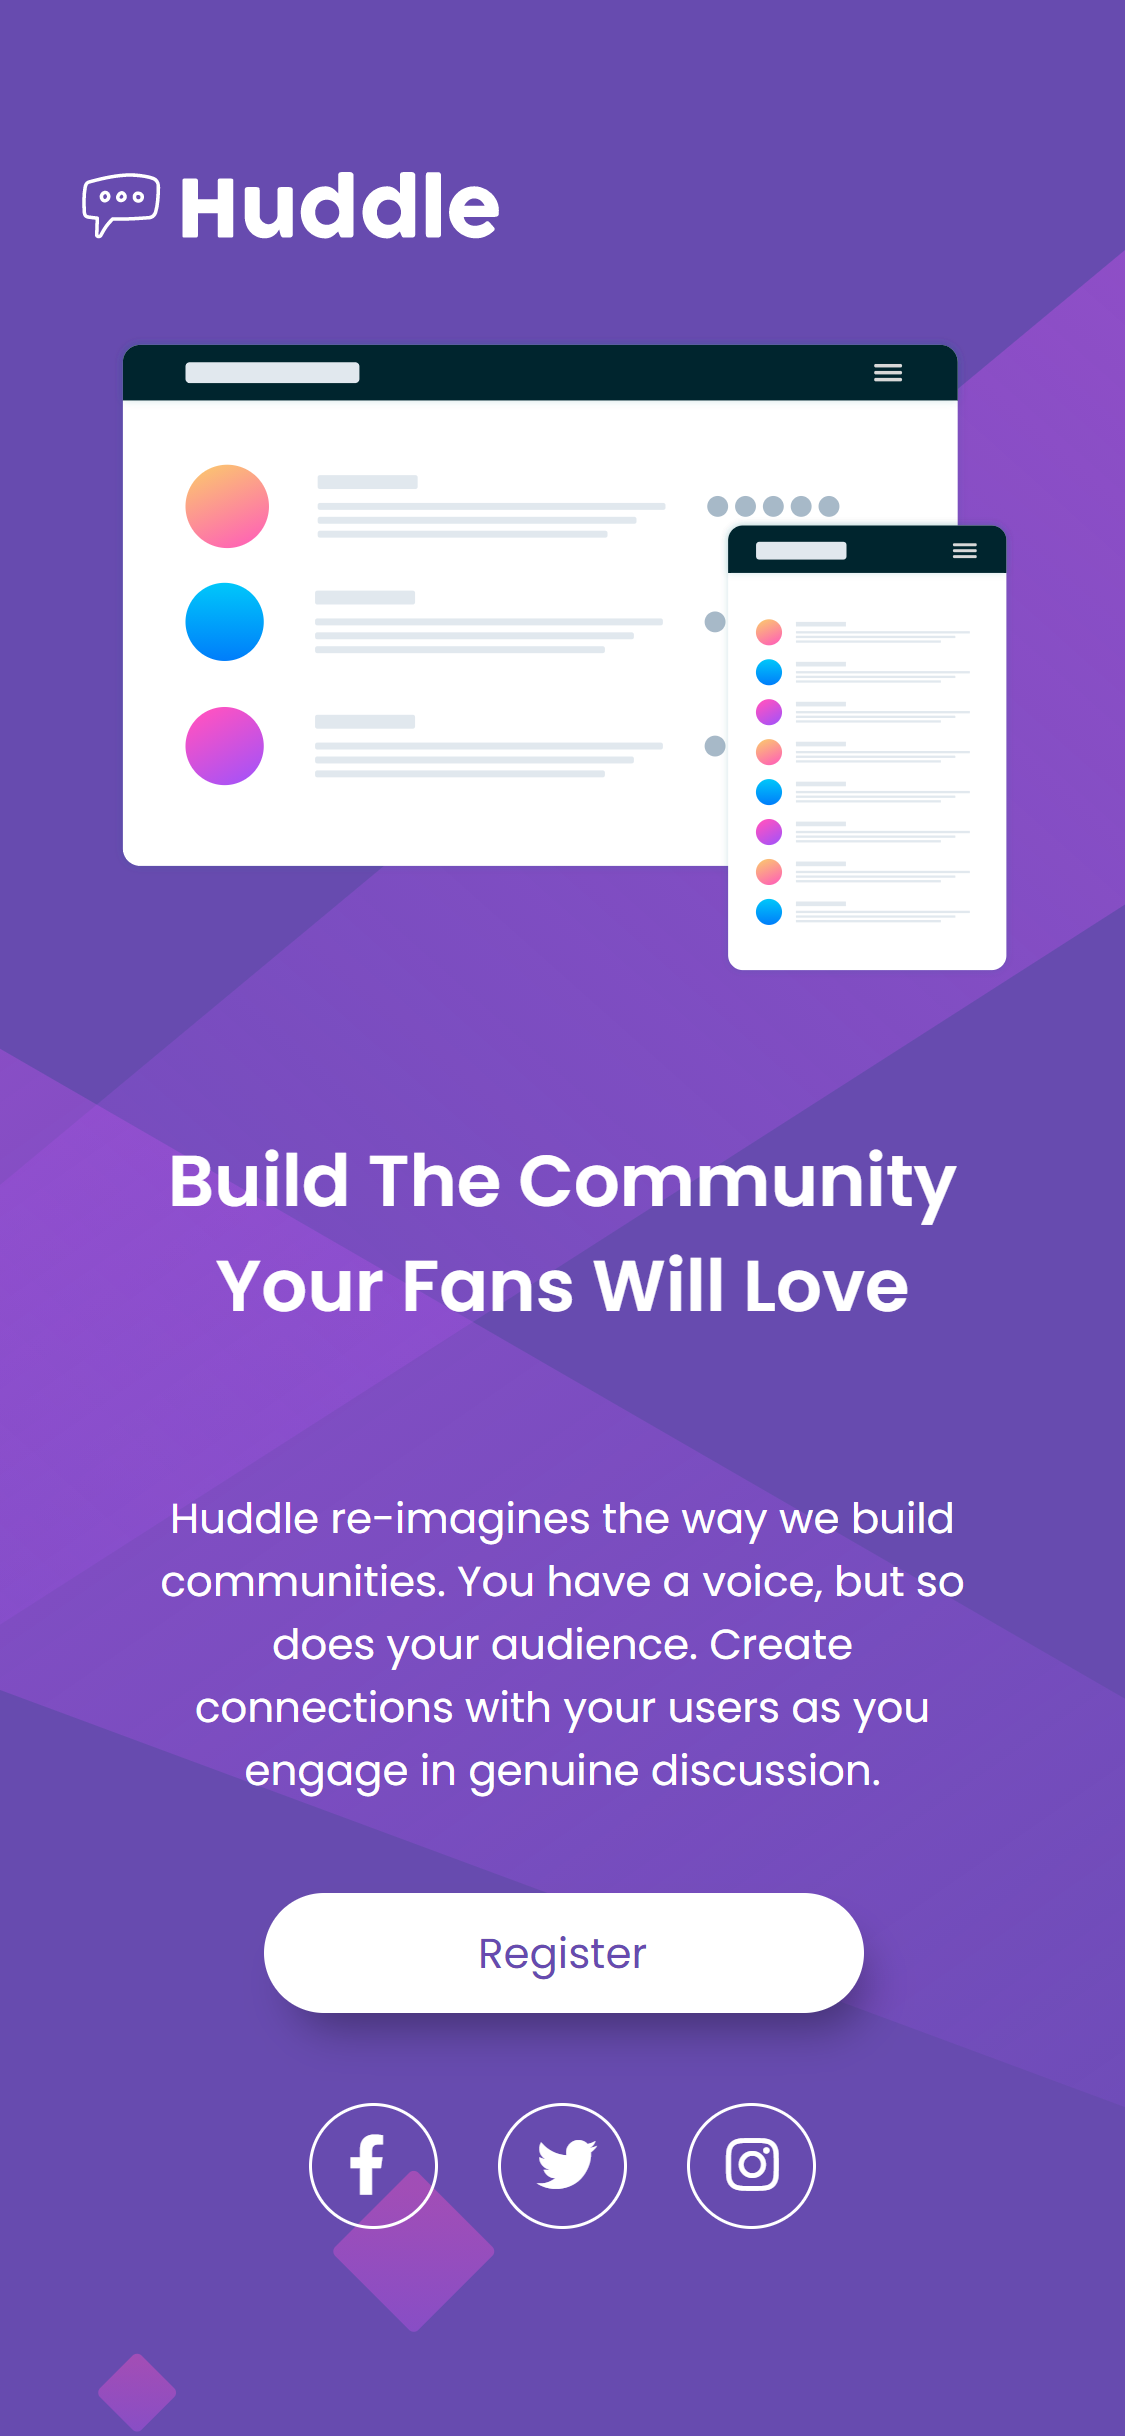 Huddle
Build The Community
Your Fans Will Love
Huddle re-imagines the way we build
communities. You have a voice, but so
does your audience. Create
connections with your users as you
engage in genuine discussion.
Register